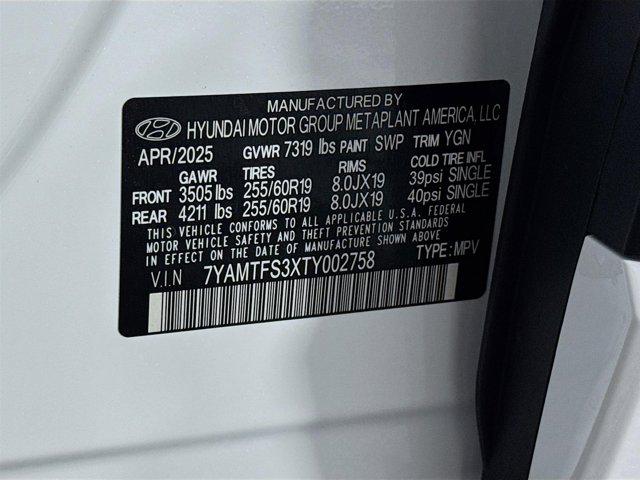 MANUFACTURED BY
HYUNDAI MOTOR GROUP METAPLANT AMERICA, LLC
APR/2025 GVWR 7319 lbs PAINT SWP TRIM YGN
GAWR TIRES RIMS COLD TIRE INFL
FRONT 3505 lbs 255/60R19 8.0JX19 39psi SINGLE
REAR 4211 lbs 255/60R19 8.0JX19 40psi SINGLE
THIS VEHICLE CONFORMS TO ALL APPLICABLE U.S.A. FEDERAL
MOTOR VEHICLE SAFETY AND THEFT PREVENTION STANDARDS
IN EFFECT ON THE DATE OF MANUFACTURE SHOWN ABOVE.
V.I.N 7YAMTFS3XTY002758 TYPE: MPV